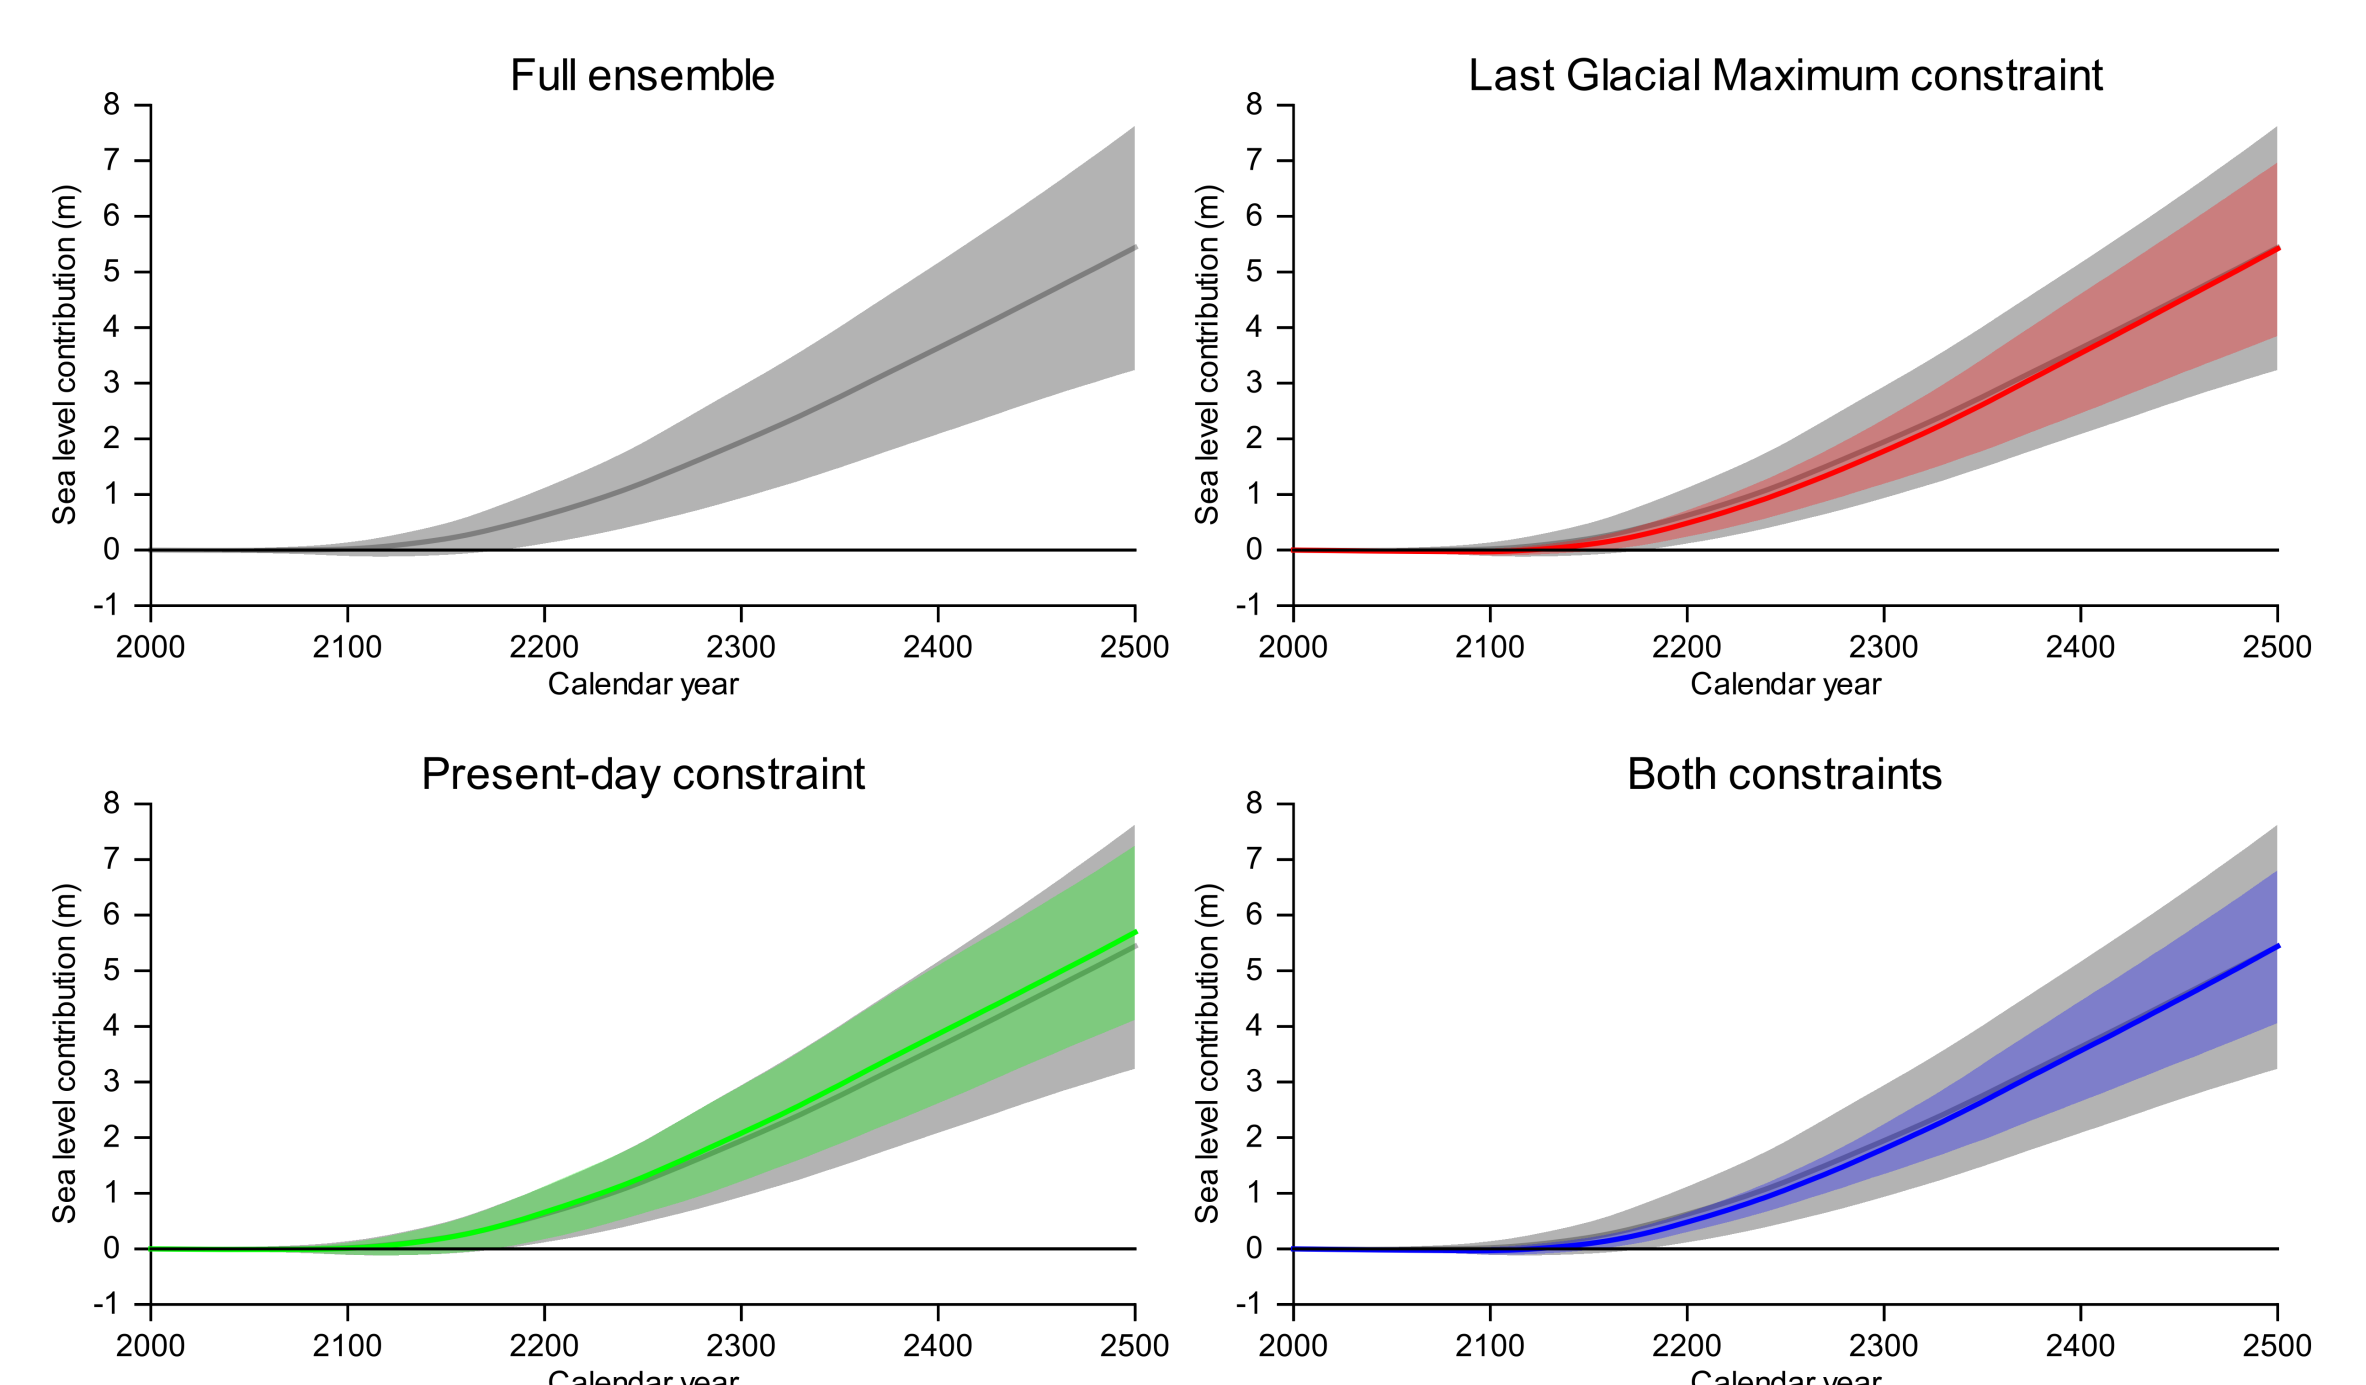 Full ensemble
8
7
6
5
4
3
2
1
0
-1
Sea level contribution (m)
2000 2100 2200 2300 2400 2500
Calendar year
Last Glacial Maximum constraint
8
7
6
5
4
3
2
1
0
-1
Sea level contribution (m)
2000 2100 2200 2300 2400 2500
Calendar year
Present-day constraint
8
7
6
5
4
3
2
1
0
-1
Sea level contribution (m)
2000 2100 2200 2300 2400 2500
Calendar year
Both constraints
8
7
6
5
4
3
2
1
0
-1
Sea level contribution (m)
2000 2100 2200 2300 2400 2500
Calendar year